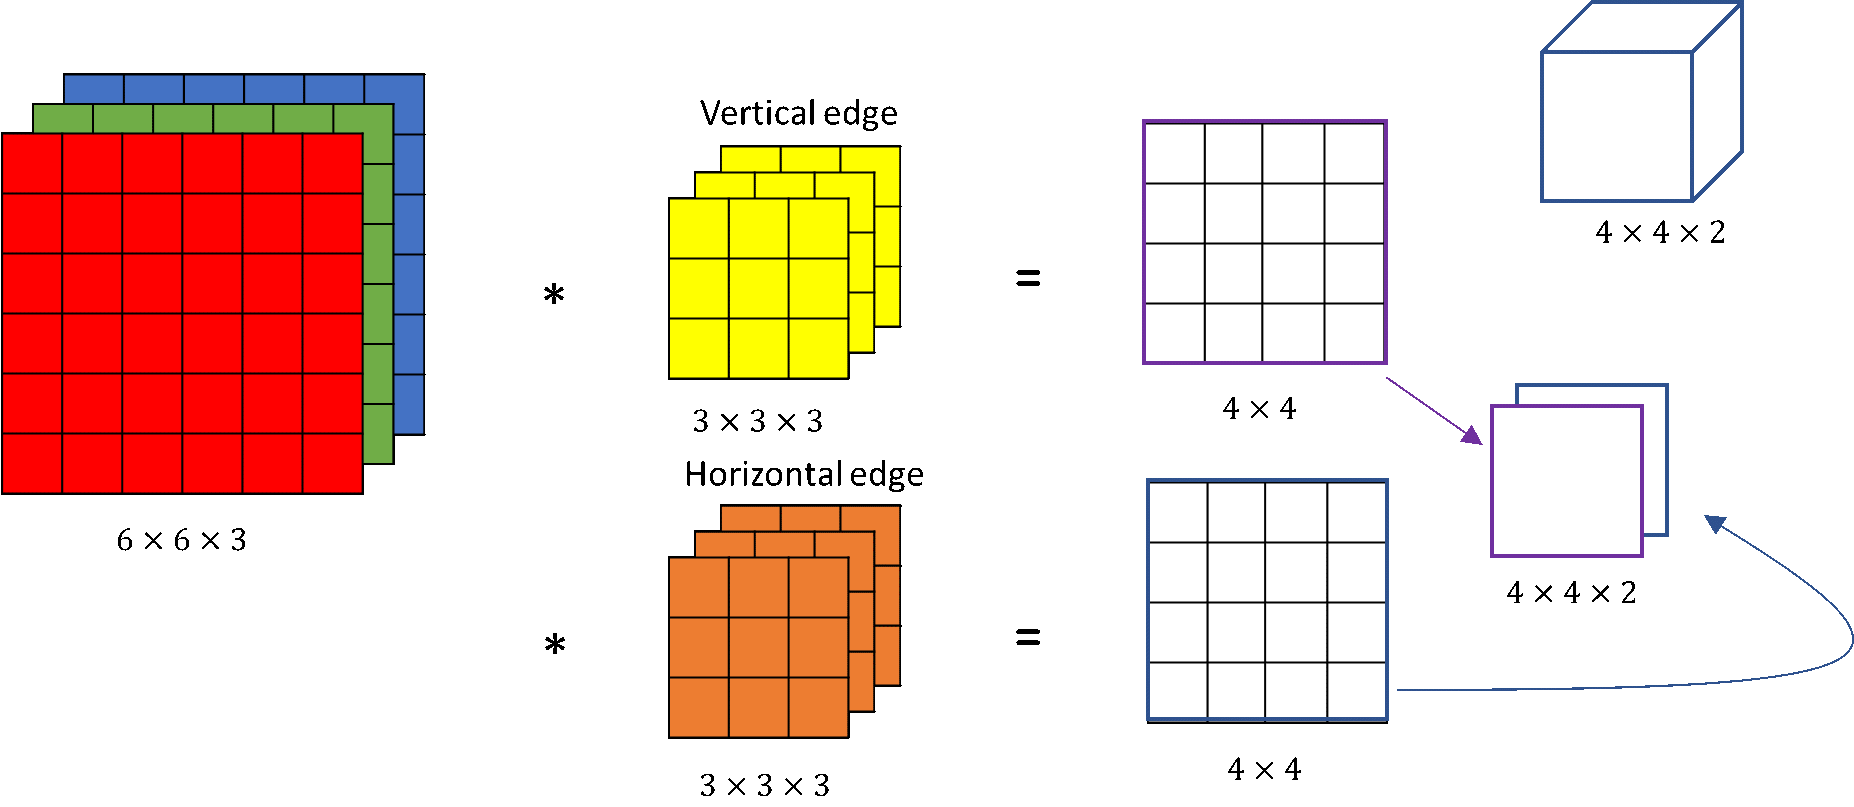 Vertical edge
*
3 × 3 × 3
=
4 × 4
4 × 4 × 2
6 × 6 × 3
Horizontal edge
*
3 × 3 × 3
=
4 × 4
4 × 4 × 2